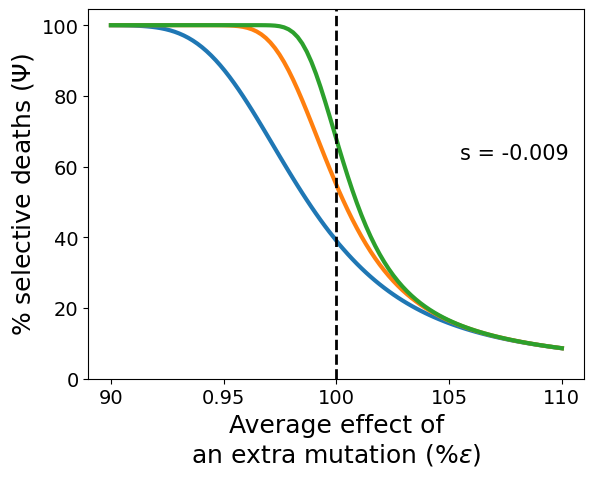 % selective deaths (Ψ)
100
80
60
40
20
0
s = -0.009
90 0.95 100 105 110
Average effect of
an extra mutation (%ε)